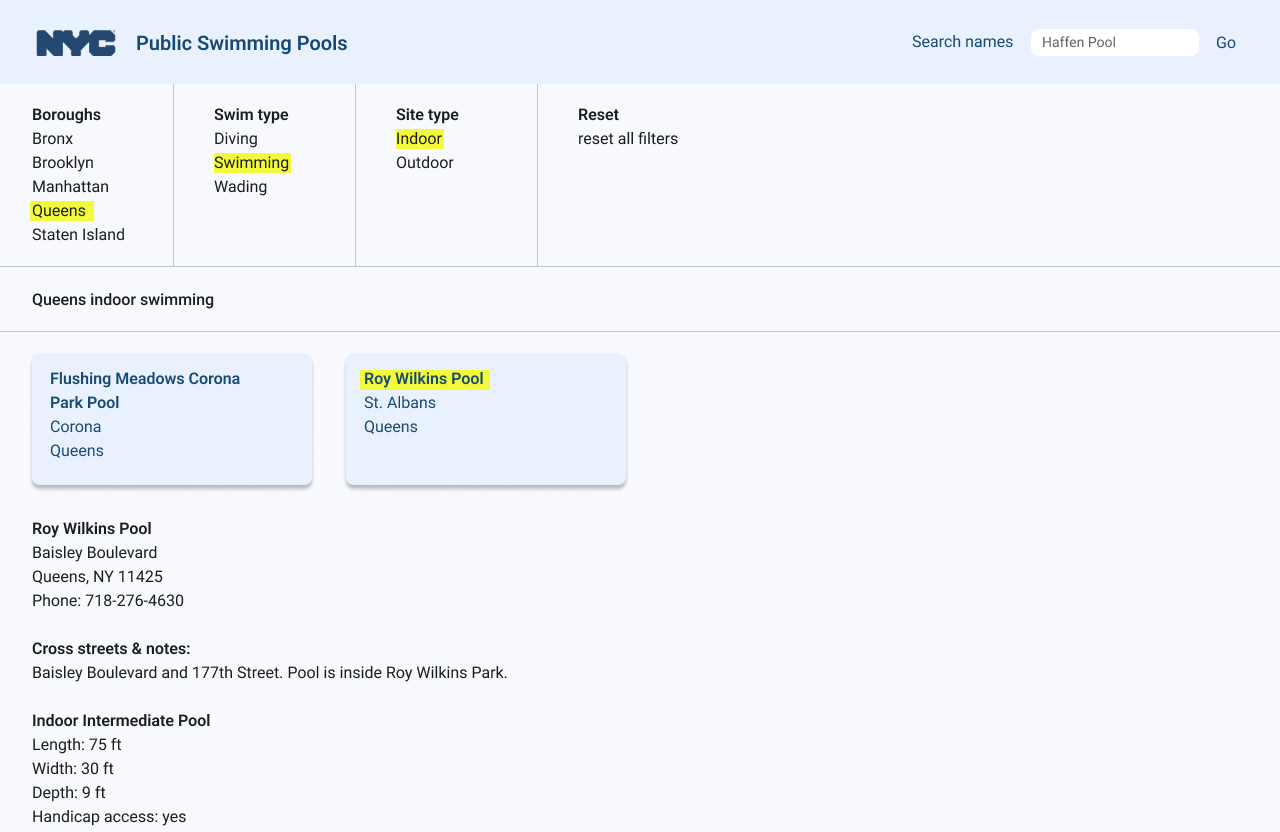 NYC Public Swimming Pools
Search names Haffen Pool Go
Boroughs
Bronx
Brooklyn
Manhattan
Queens
Staten Island
Swim type
Diving
Swimming
Wading
Site type
Indoor
Outdoor
Reset
reset all filters
Queens indoor swimming
Flushing Meadows Corona
Park Pool
Corona
Queens
Roy Wilkins Pool
St. Albans
Queens
Roy Wilkins Pool
Baisley Boulevard
Queens, NY 11425
Phone: 718-276-4630
Cross streets & notes:
Baisley Boulevard and 177th Street. Pool is inside Roy Wilkins Park.
Indoor Intermediate Pool
Length: 75 ft
Width: 30 ft
Depth: 9 ft
Handicap access: yes